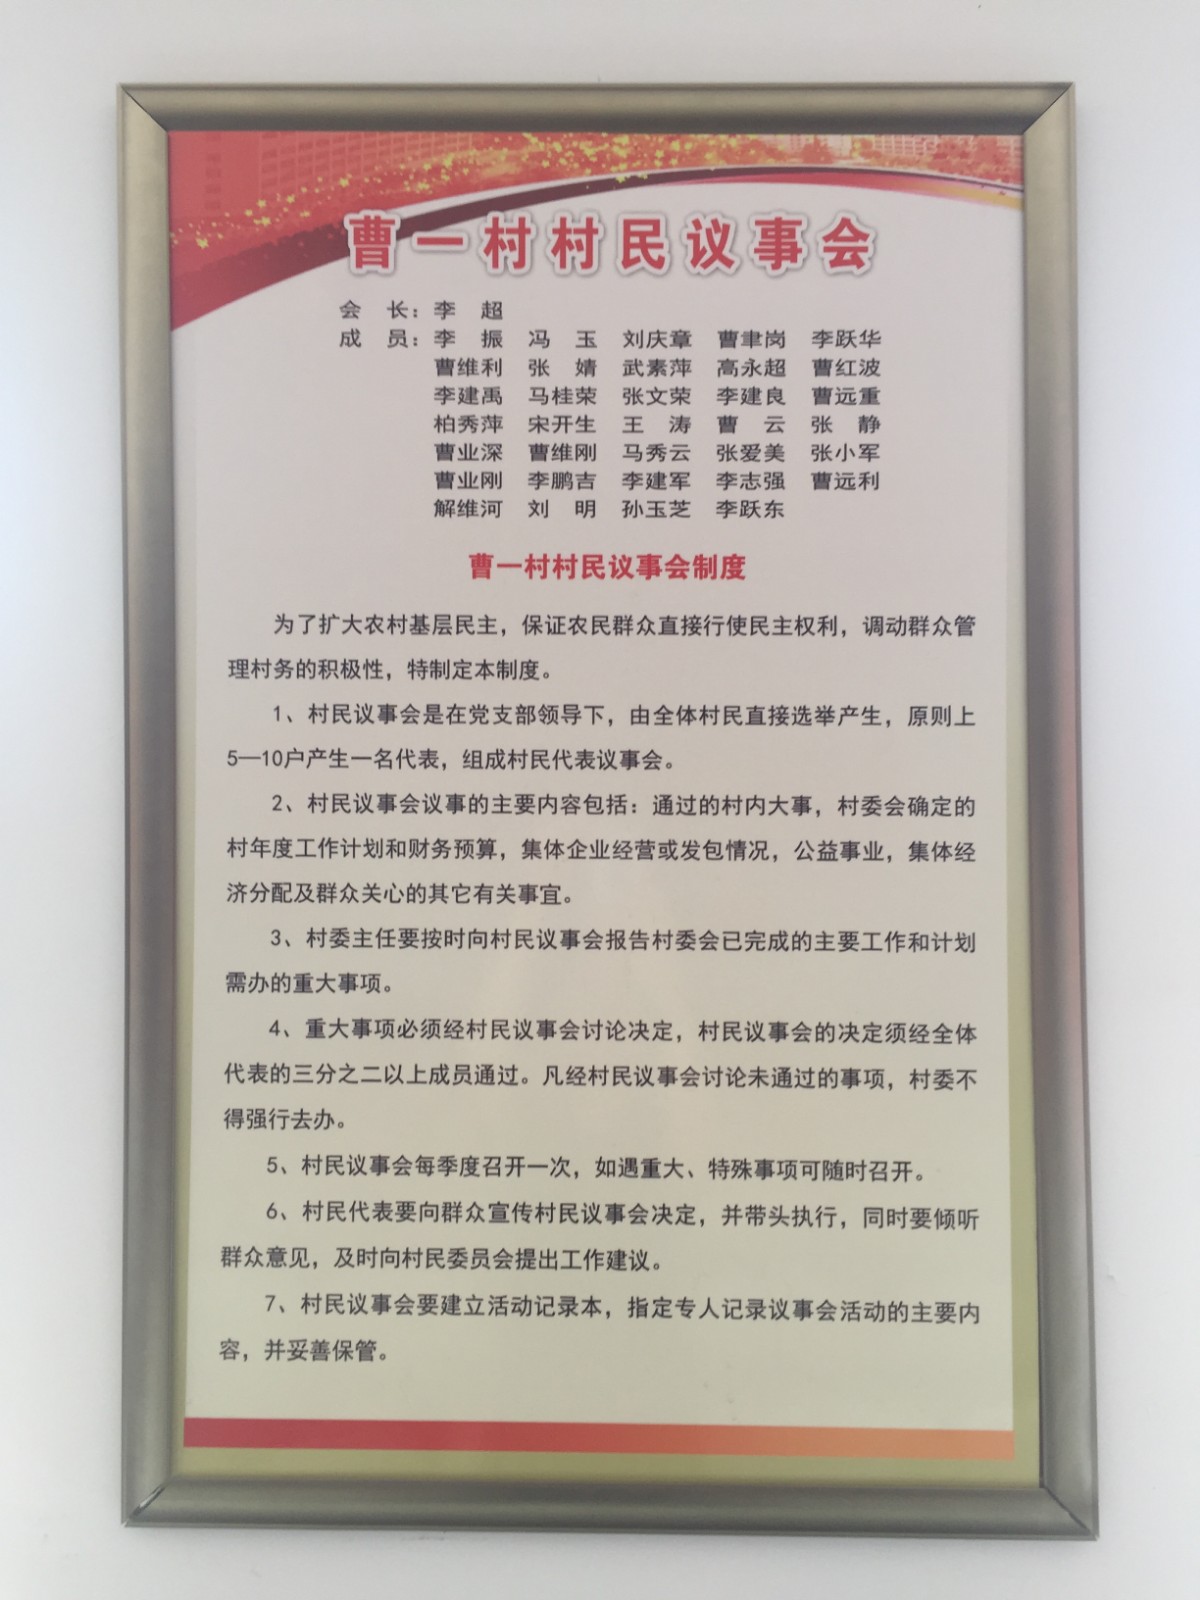 曹一村村民议事会
会 长：李 超
成 员：李 振 冯 玉 刘庆章 曹聿岗 李跃华
曹维利 张 婧 武素萍 高永超 曹红波
李建禹 马桂荣 张文荣 李建良 曹远重
柏秀萍 宋开生 王 涛 曹 云 张 静
曹业深 曹维刚 马秀云 张爱美 张小军
曹业刚 李鹏吉 李建军 李志强 曹远利
解维河 刘 明 孙玉芝 李跃东
曹一村村民议事会制度
为了扩大农村基层民主，保证农民群众直接行使民主权利，调动群众管
理村务的积极性，特制定本制度。
1、村民议事会是在党支部领导下，由全体村民直接选举产生，原则上
5—10户产生一名代表，组成村民代表议事会。
2、村民议事会议事的主要内容包括：通过的村内大事，村委会确定的
村年度工作计划和财务预算，集体企业经营或发包情况，公益事业，集体经
济分配及群众关心的其它有关事宜。
3、村委主任要按时向村民议事会报告村委会已完成的主要工作和计划
需办的重大事项。
4、重大事项必须经村民议事会讨论决定，村民议事会的决定须经全体
代表的三分之二以上成员通过。凡经村民议事会讨论未通过的事项，村委不
得强行去办。
5、村民议事会每季度召开一次，如遇重大、特殊事项可随时召开。
6、村民代表要向群众宣传村民议事会决定，并带头执行，同时要倾听
群众意见，及时向村民委员会提出工作建议。
7、村民议事会要建立活动记录本，指定专人记录议事会活动的主要内
容，并妥善保管。